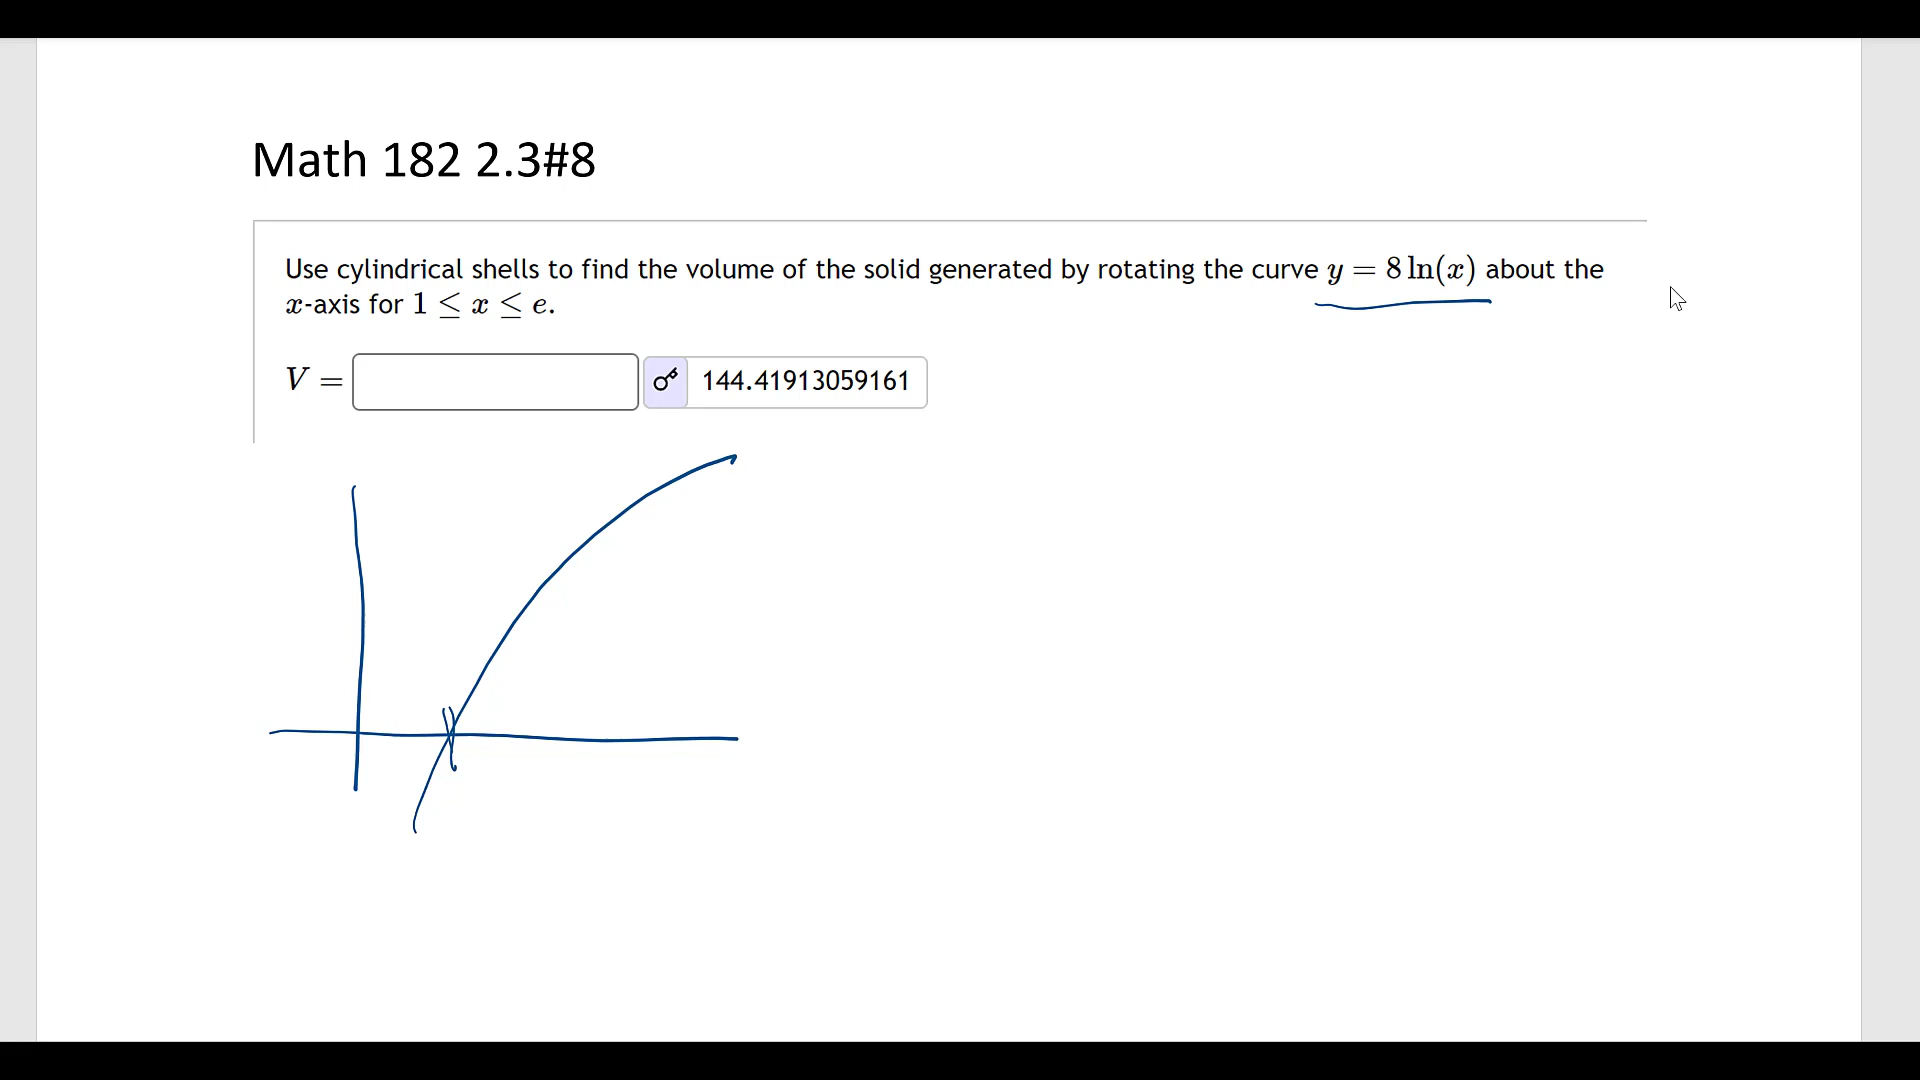 Math 182 2.3#8
Use cylindrical shells to find the volume of the solid generated by rotating the curve y = 8 ln(x) about the
x-axis for 1 ≤ x ≤ e.
V = 144.41913059161